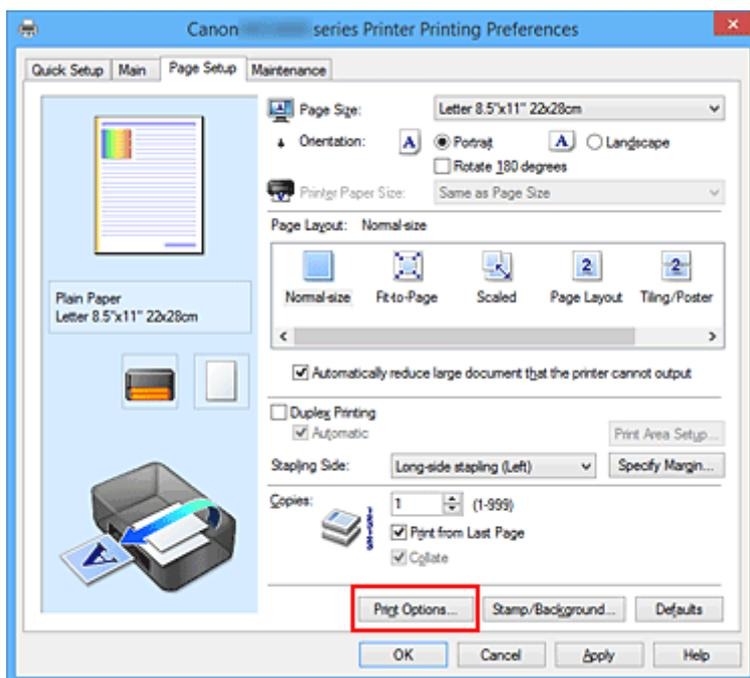 Canon series Printer Printing Preferences
Quick Setup Main Page Setup Maintenance
Page Size: Letter 8.5"x11" 22x28cm
Orientation: A Portrait A Landscape
Rotate 180 degrees
Printer Paper Size: Same as Page Size
Page Layout: Normal-size
Normal-size Fit-to-Page Scaled Page Layout Tiling/Poster
Plain Paper
Letter 8.5"x11" 22x28cm
Automatically reduce large document that the printer cannot output
Duplex Printing
Automatic
Print Area Setup...
Stapling Side: Long-side stapling (Left) Specify Margin...
Copies: 1 (1-999)
Print from Last Page
Collate
Print Options... Stamp/Background... Defaults
OK Cancel Apply Help